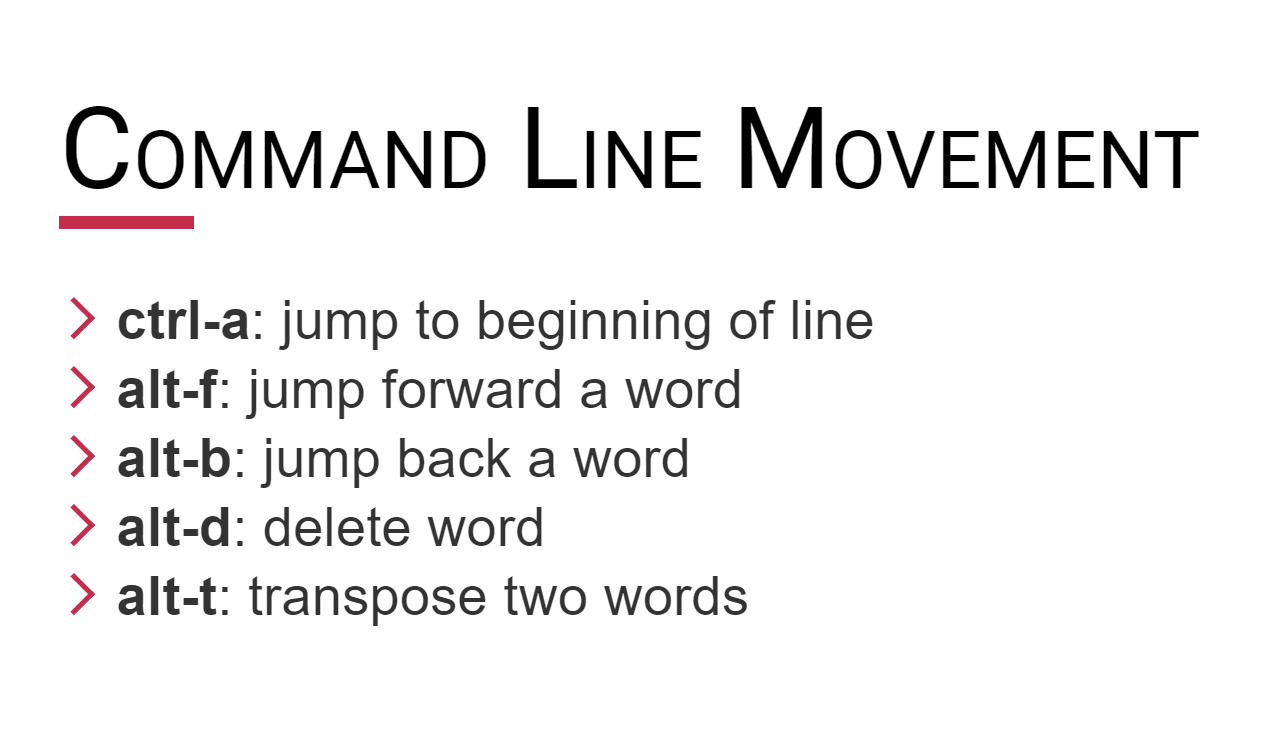 Command Line Movement
ctrl-a: jump to beginning of line
alt-f: jump forward a word
alt-b: jump back a word
alt-d: delete word
alt-t: transpose two words